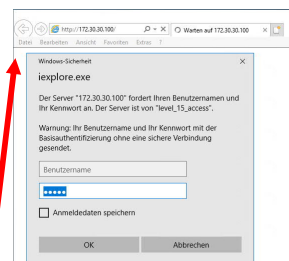 http://172.30.30.100/
Warten auf 172.30.30.100
Datei Bearbeiten Ansicht Favoriten Extras ?
Windows-Sicherheit
iexplore.exe
Der Server "172.30.30.100" fordert Ihren Benutzernamen und
Ihr Kennwort an. Der Server ist von "level_15_access".
Warnung: Ihr Benutzername und Ihr Kennwort mit der
Basisauthentifizierung ohne eine sichere Verbindung
gesendet.
Benutzername
•••••
Anmeldedaten speichern
OK Abbrechen